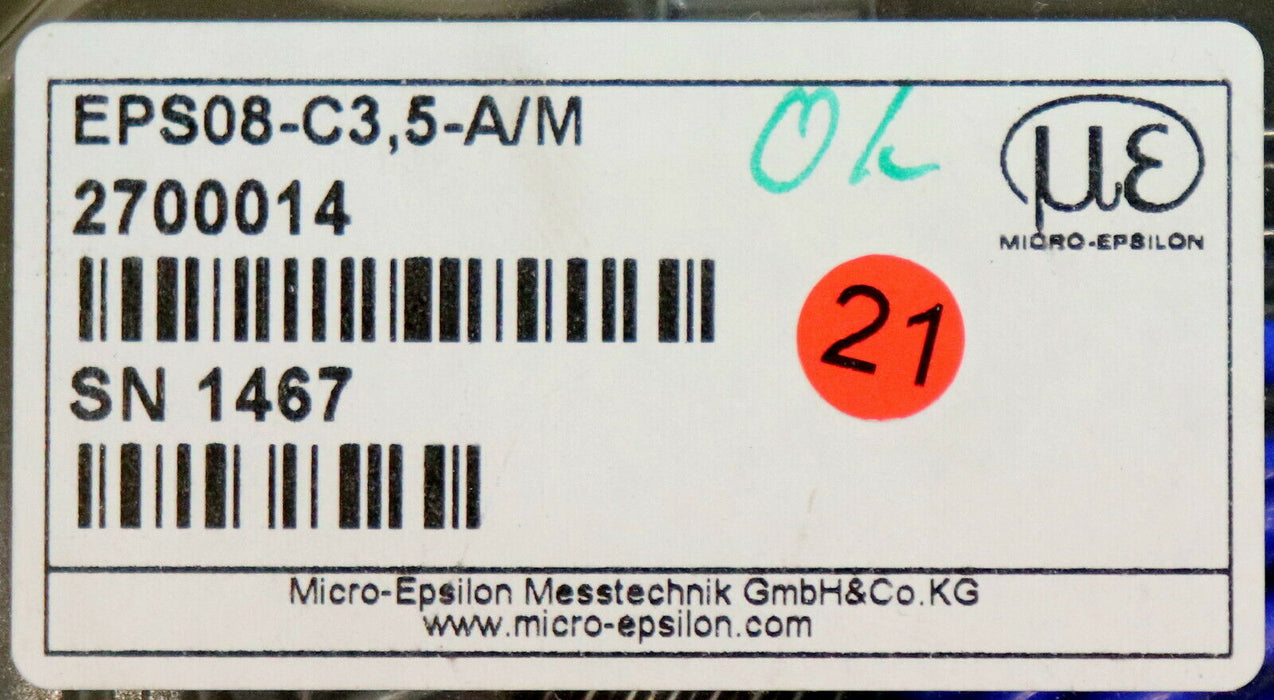 EPS08-C3,5-A/M
Ok
με
MICRO-EPSILON
2700014
21
SN 1467
Micro-Epsilon Messtechnik GmbH&Co.KG
www.micro-epsilon.com